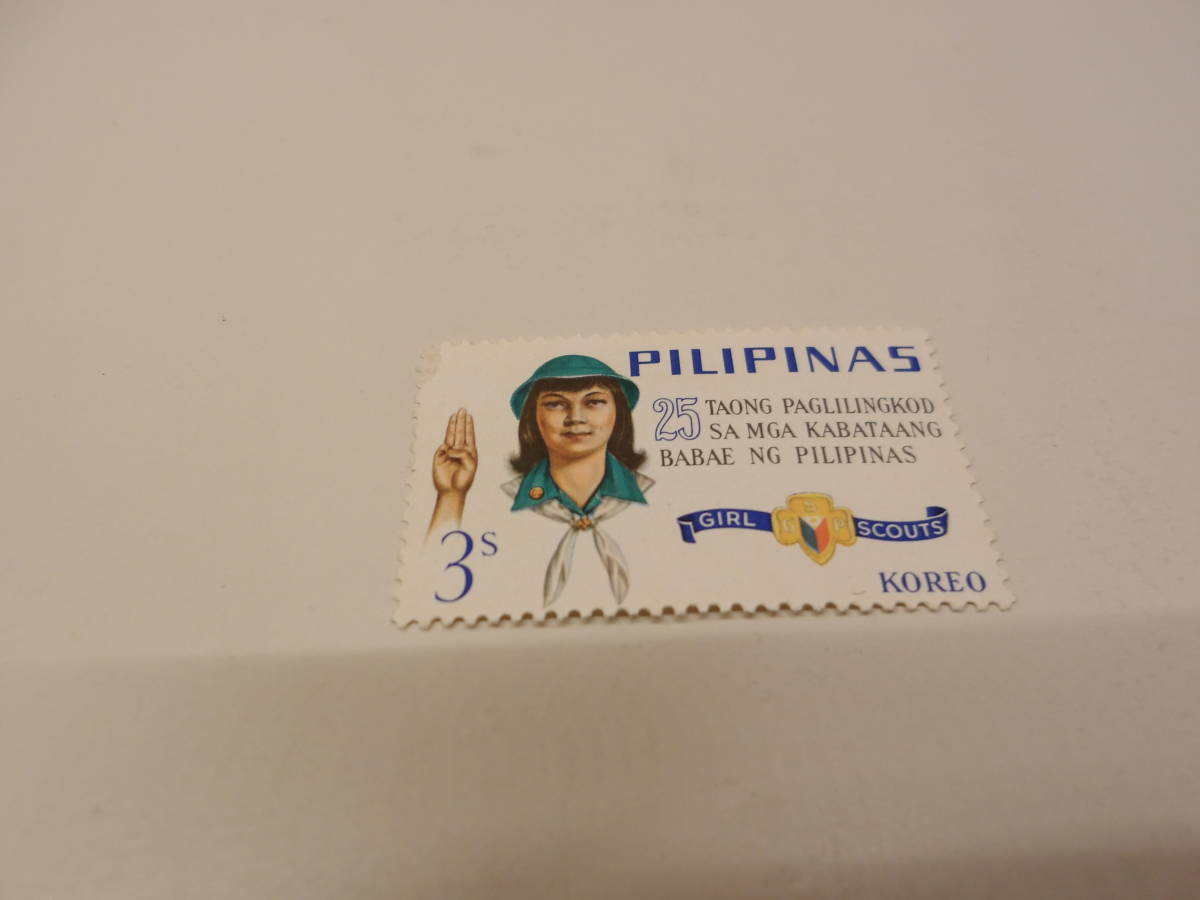 PILIPINAS
25 TAONG PAGLILINGKOD
SA MGA KABATAANG
BABAE NG PILIPINAS
GIRL SCOUTS
3s
KOREO